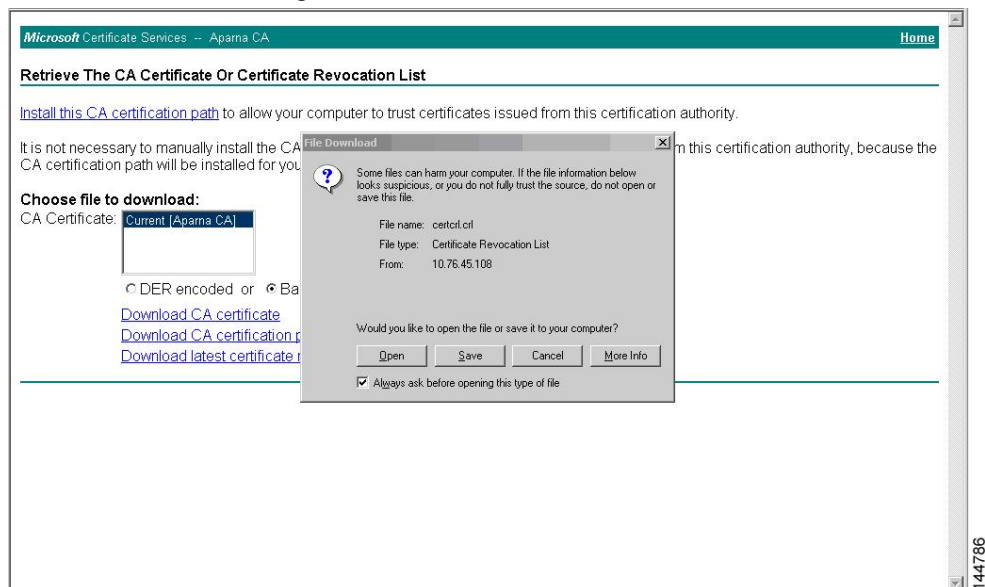 Microsoft Certificate Services -- Aparna CA Home
Retrieve The CA Certificate Or Certificate Revocation List
Install this CA certification path to allow your computer to trust certificates issued from this certification authority.
It is not necessary to manually install the CA m this certification authority, because the
CA certification path will be installed for you
File Download
Some files can harm your computer. If the file information below
looks suspicious, or you do not fully trust the source, do not open or
save this file.
File name: certcrl.crl
File type: Certificate Revocation List
From: 10.76.45.108
Would you like to open the file or save it to your computer?
Open Save Cancel More Info
Always ask before opening this type of file
Choose file to download:
CA Certificate: Current [Aparna CA]
DER encoded or Ba
Download CA certificate
Download CA certification p
Download latest certificate r
144786